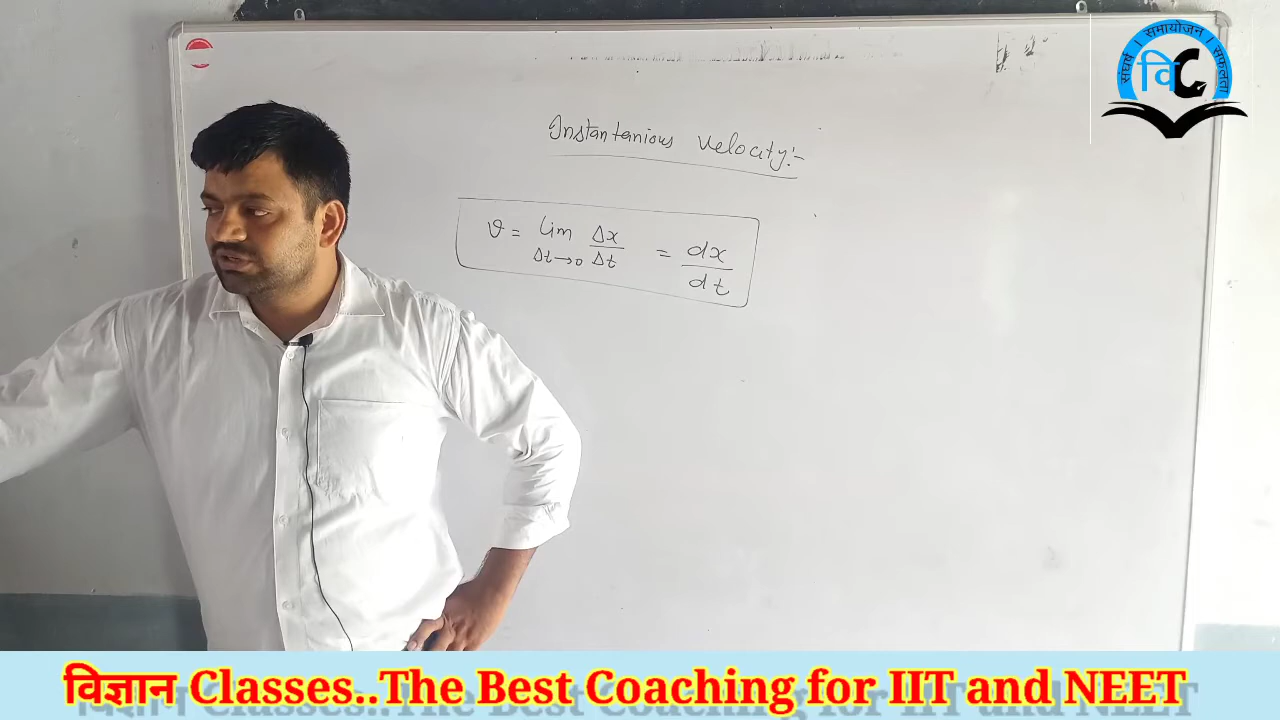 संघर्ष । समायोजन । सफलता
विC
Instantanious velocity:-
v = lim Δx = dx
Δt→0 Δt dt
विज्ञान Classes..The Best Coaching for IIT and NEET